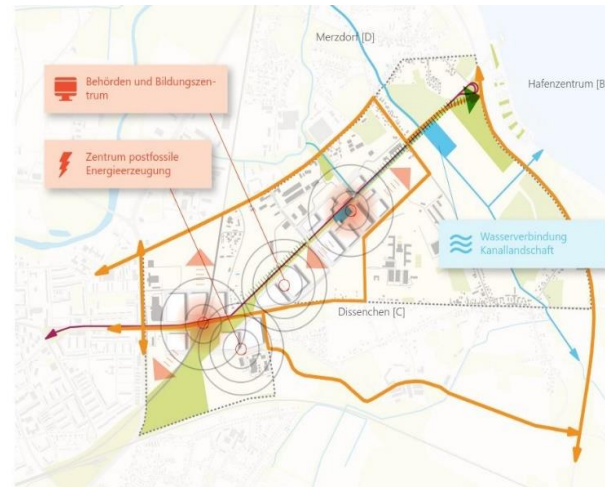 Merzdorf [D]
Behörden und Bildungszen-
trum
Hafenzentrum [B
Zentrum postfossile
Energieerzeugung
Wasserverbindung
Kanallandschaft
Dissenchen [C]